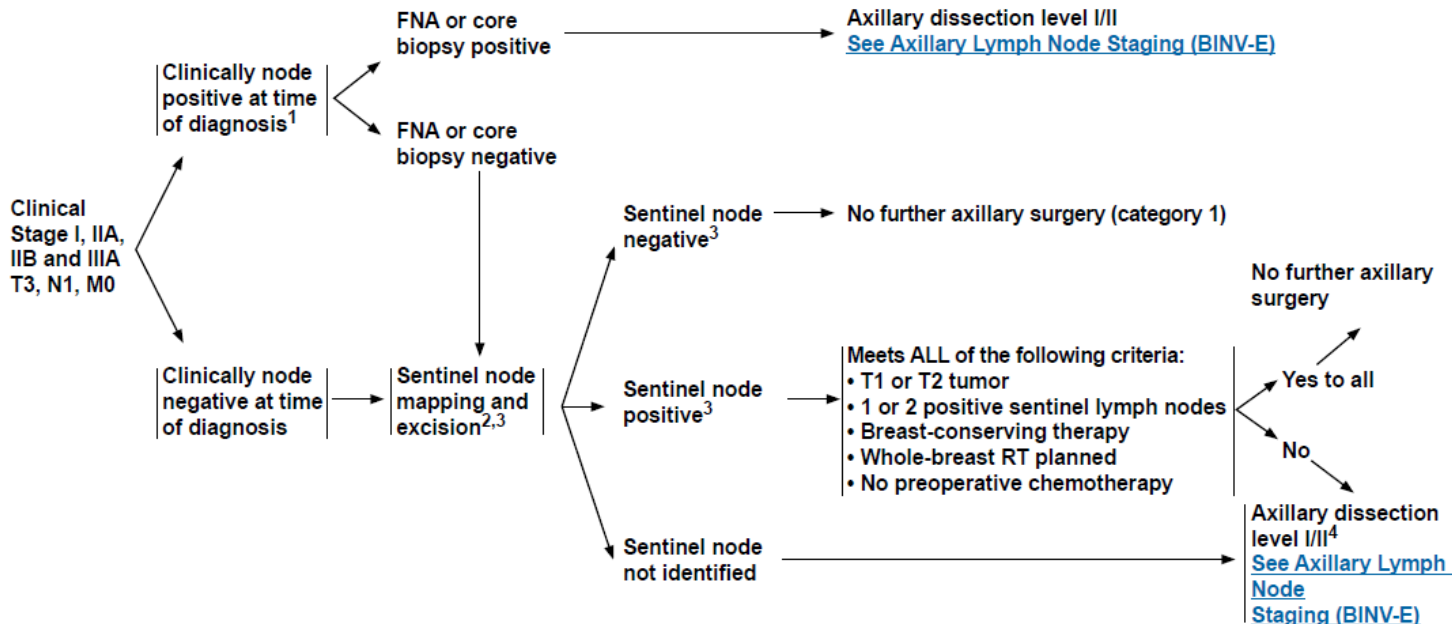 Clinical
Stage I, IIA,
IIB and IIIA
T3, N1, M0
Clinically node
positive at time
of diagnosis1
FNA or core
biopsy positive
Axillary dissection level I/II
See Axillary Lymph Node Staging (BINV-E)
FNA or core
biopsy negative
Clinically node
negative at time
of diagnosis
Sentinel node
mapping and
excision2,3
Sentinel node
negative3
No further axillary surgery (category 1)
Sentinel node
positive3
Meets ALL of the following criteria:
• T1 or T2 tumor
• 1 or 2 positive sentinel lymph nodes
• Breast-conserving therapy
• Whole-breast RT planned
• No preoperative chemotherapy
No further axillary
surgery
Yes to all
No
Sentinel node
not identified
Axillary dissection
level I/II4
See Axillary Lymph
Node
Staging (BINV-E)